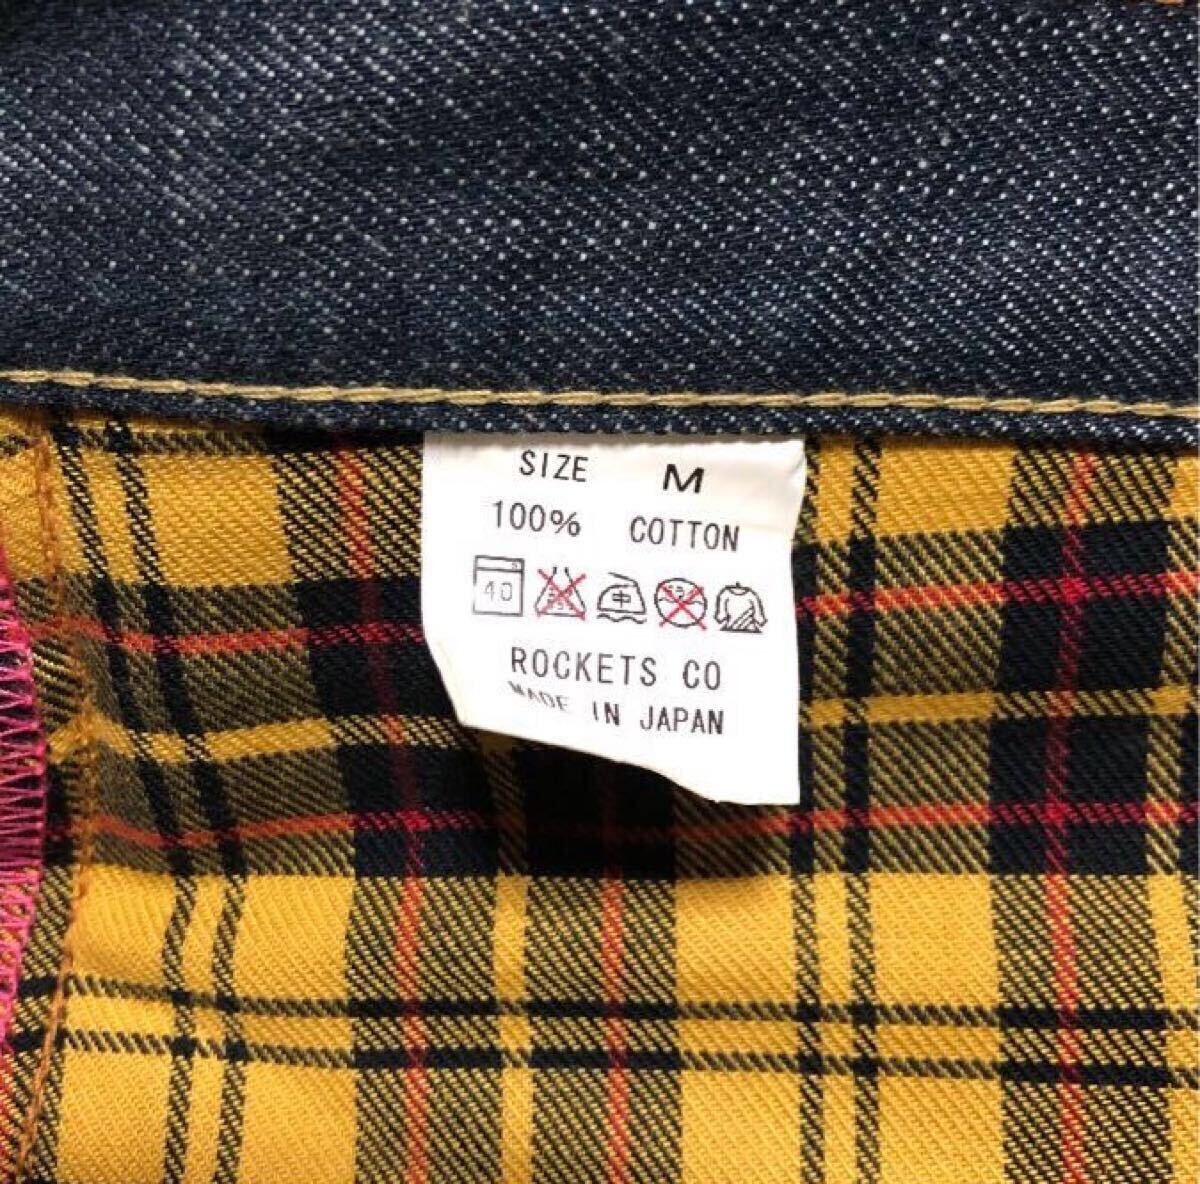 SIZE M
100% COTTON
40 中
ROCKETS CO
MADE IN JAPAN